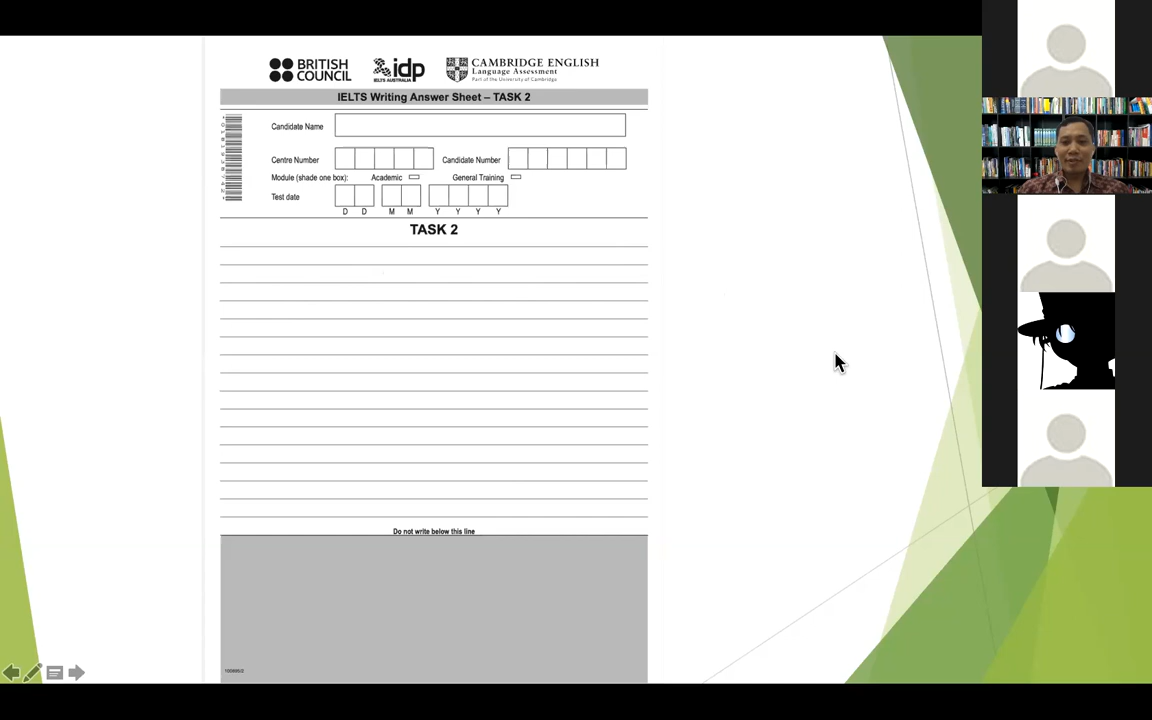 BRITISH COUNCIL
idp
IELTS AUSTRALIA
CAMBRIDGE ENGLISH
Language Assessment
Part of the University of Cambridge
IELTS Writing Answer Sheet – TASK 2
Candidate Name
Centre Number Candidate Number
Module (shade one box): Academic General Training
Test date
D D M M Y Y Y Y
TASK 2
Do not write below this line